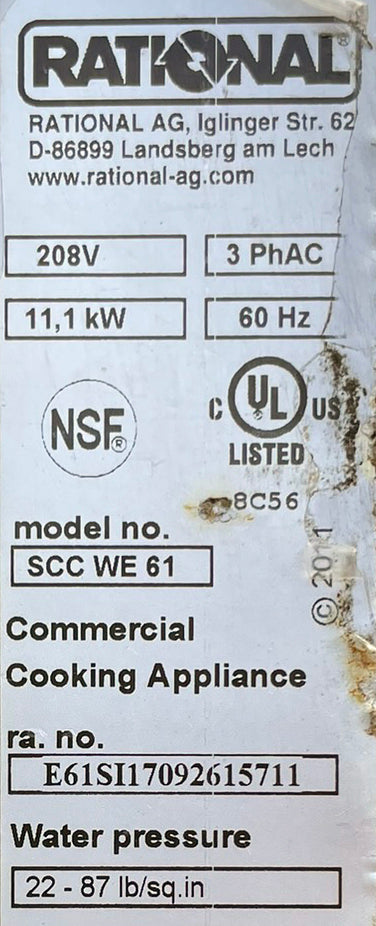 RATIONAL®
RATIONAL AG, Iglinger Str. 62
D-86899 Landsberg am Lech
www.rational-ag.com
208V 3 PhAC
11,1 kW 60 Hz
NSF®
C UL US
LISTED
8C56
model no.
SCC WE 61
© 2011
Commercial
Cooking Appliance
ra. no.
E61SI17092615711
Water pressure
22 - 87 lb/sq.in